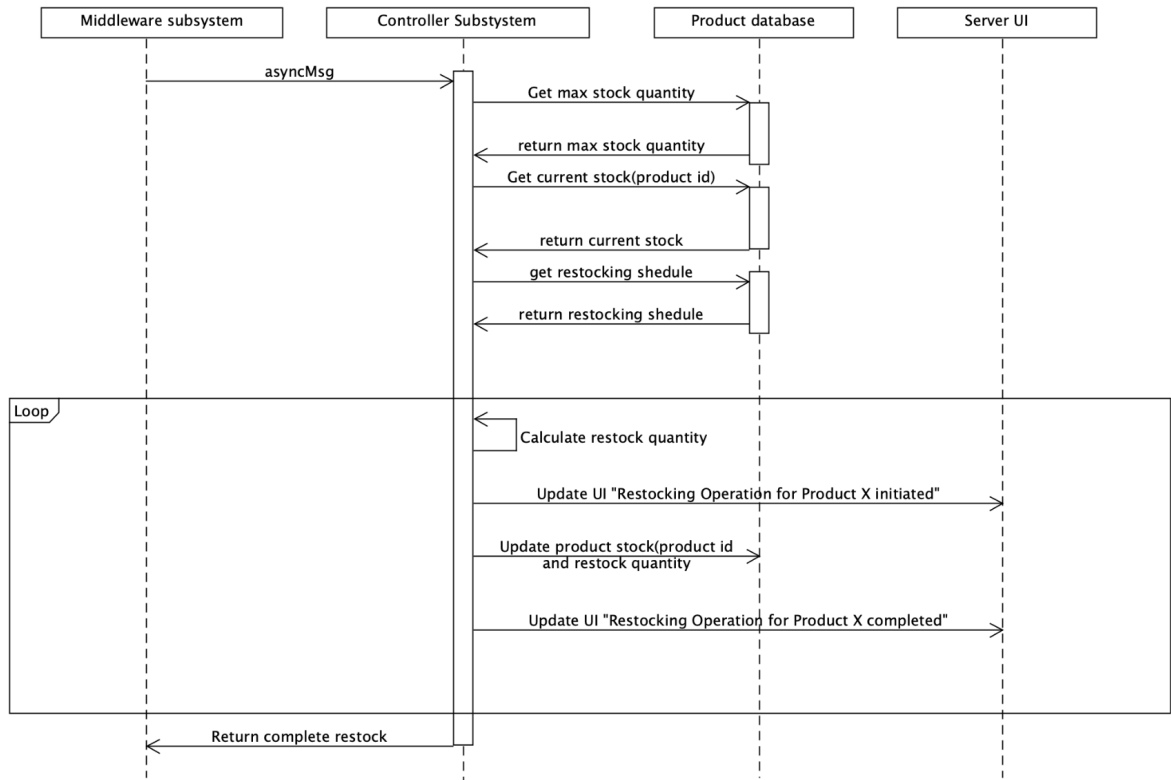 Middleware subsystem
Controller Substystem
Product database
Server UI
asyncMsg
Get max stock quantity
return max stock quantity
Get current stock(product id)
return current stock
get restocking shedule
return restocking shedule
Loop
Calculate restock quantity
Update UI "Restocking Operation for Product X initiated"
Update product stock(product id
and restock quantity
Update UI "Restocking Operation for Product X completed"
Return complete restock